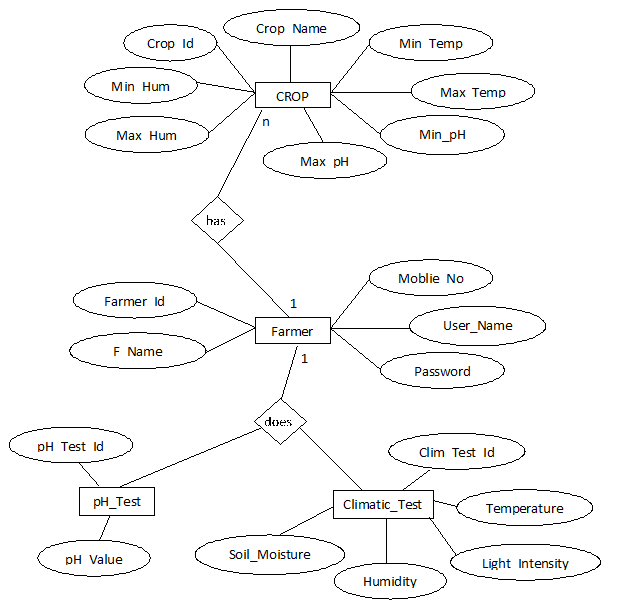 Crop Name
Crop Id
Min Temp
Min Hum
CROP
Max Temp
n
Max Hum
Min_pH
Max pH
has
Moblie No
Farmer Id
1
Farmer
User_Name
F Name
1
Password
does
pH Test Id
Clim Test Id
pH_Test
Climatic_Test
Temperature
pH Value
Soil_Moisture
Light Intensity
Humidity